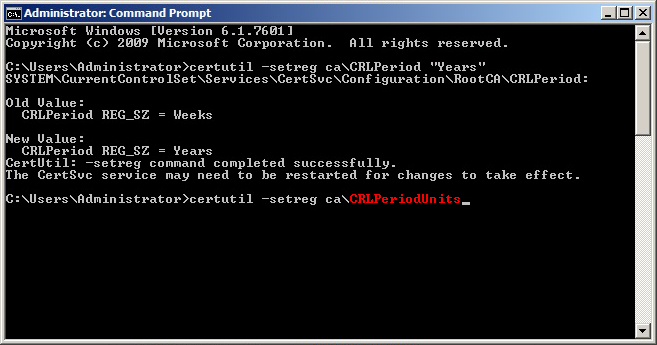 Administrator: Command Prompt
Microsoft Windows [Version 6.1.7601]
Copyright (c) 2009 Microsoft Corporation.  All rights reserved.
C:\Users\Administrator>certutil -setreg ca\CRLPeriod "Years"
SYSTEM\CurrentControlSet\Services\CertSvc\Configuration\RootCA\CRLPeriod:
Old Value:
  CRLPeriod REG_SZ = Weeks
New Value:
  CRLPeriod REG_SZ = Years
CertUtil: -setreg command completed successfully.
The CertSvc service may need to be restarted for changes to take effect.
C:\Users\Administrator>certutil -setreg ca\CRLPeriodUnits_